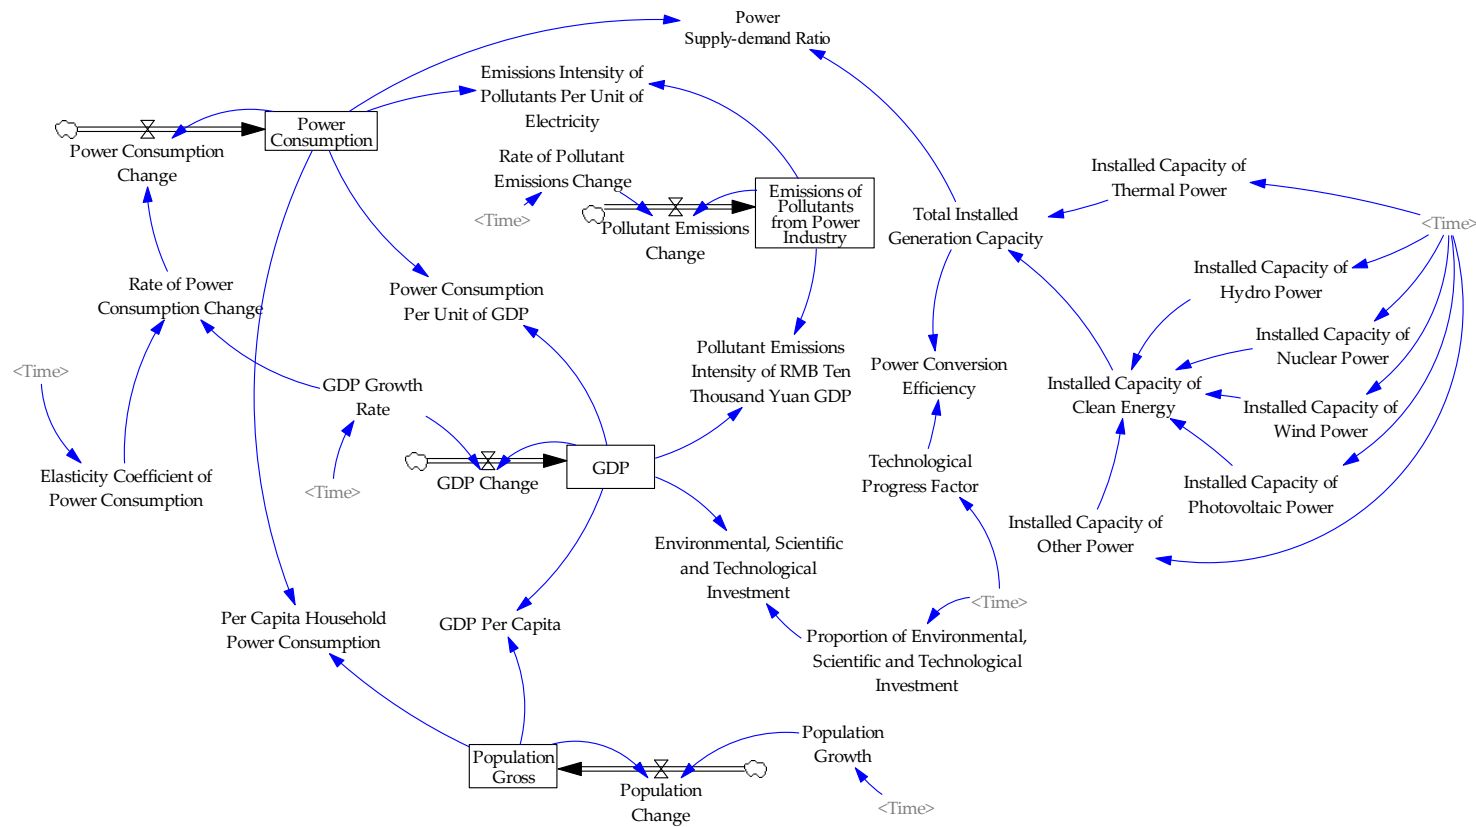 Power
Supply-demand Ratio
Emissions Intensity of
Pollutants Per Unit of
Electricity
Power
Consumption
Power Consumption
Change
Rate of Pollutant
Emissions Change
<Time>
Emissions of
Pollutants
from Power
Industry
Pollutant Emissions
Change
Installed Capacity of
Thermal Power
Total Installed
Generation Capacity
<Time>
Installed Capacity of
Hydro Power
Rate of Power
Consumption Change
Power Consumption
Per Unit of GDP
Installed Capacity of
Nuclear Power
Pollutant Emissions
Intensity of RMB Ten
Thousand Yuan GDP
Power Conversion
Efficiency
Installed Capacity of
Clean Energy
Installed Capacity of
Wind Power
<Time>
GDP Growth
Rate
Elasticity Coefficient of
Power Consumption
<Time>
GDP Change
GDP
Technological
Progress Factor
Installed Capacity of
Photovoltaic Power
Installed Capacity of
Other Power
Environmental, Scientific
and Technological
Investment
<Time>
Per Capita Household
Power Consumption
GDP Per Capita
Proportion of Environmental,
Scientific and Technological
Investment
Population
Gross
Population
Change
Population
Growth
<Time>